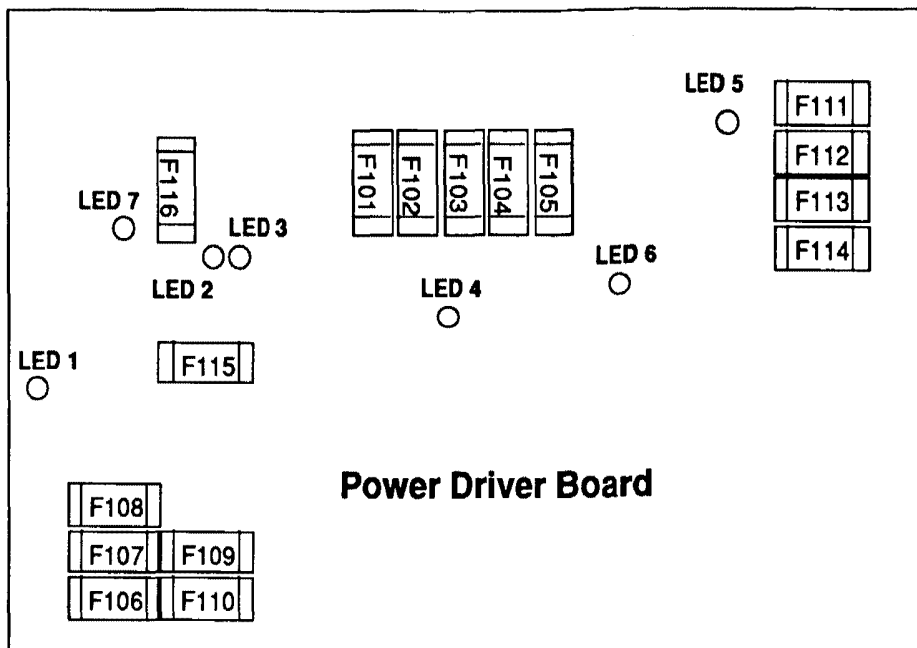 LED 5
F111
F112
F113
F114
F116
F101
F102
F103
F104
F105
LED 7
LED 3
LED 2
LED 4
LED 6
LED 1
F115
Power Driver Board
F108
F107
F109
F106
F110